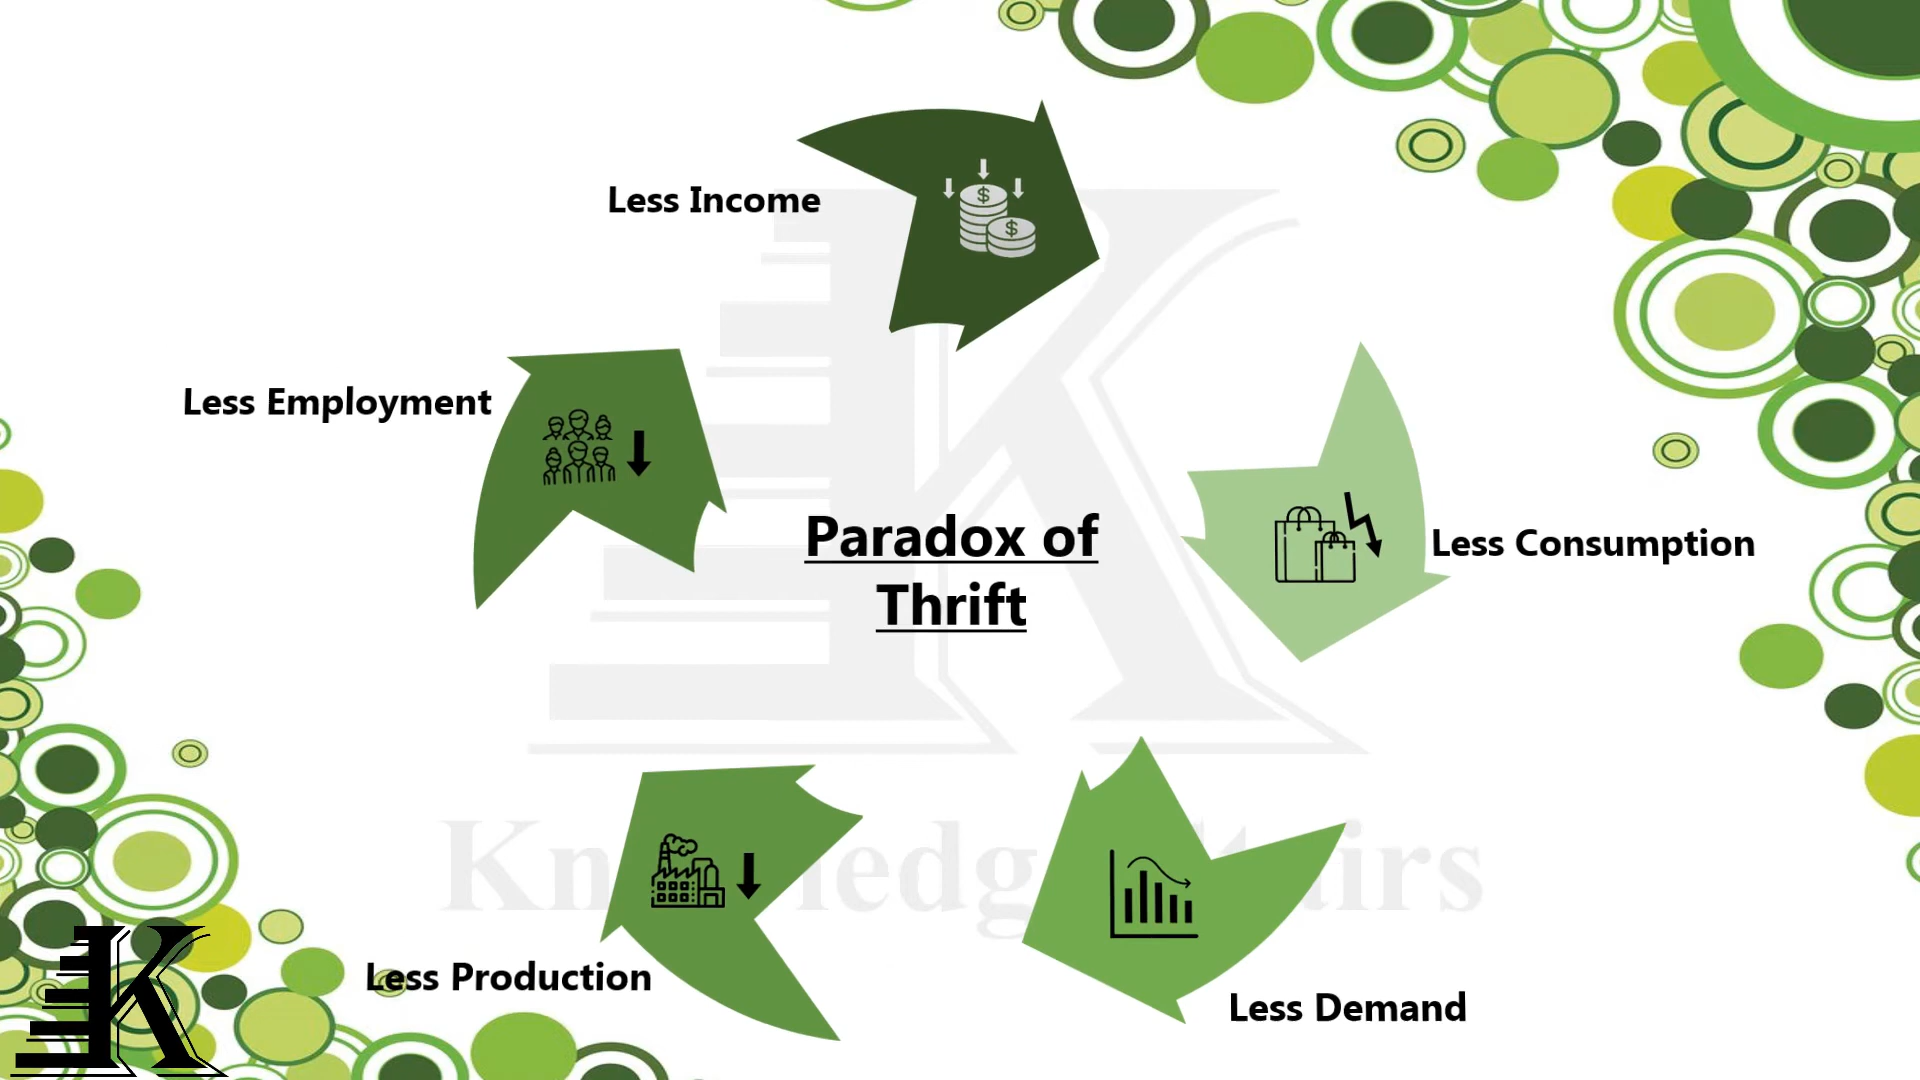 Less Income
Less Employment
Paradox of
Thrift
Less Consumption
Less Production
Less Demand
K
$
$